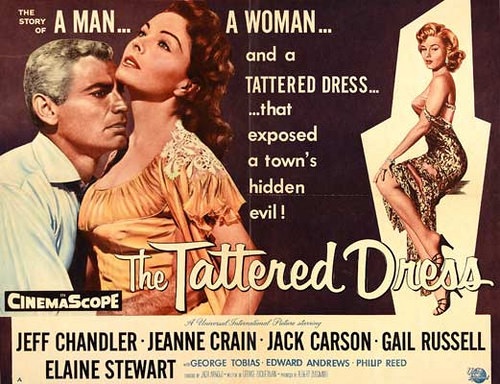 THE STORY OF A MAN... A WOMAN...
and a
TATTERED DRESS...
...that
exposed
a town's
hidden
evil!
The Tattered Dress
CINEMASCOPE
A Universal-International Picture starring
JEFF CHANDLER · JEANNE CRAIN · JACK CARSON · GAIL RUSSELL
ELAINE STEWART with GEORGE TOBIAS · EDWARD ANDREWS · PHILIP REED